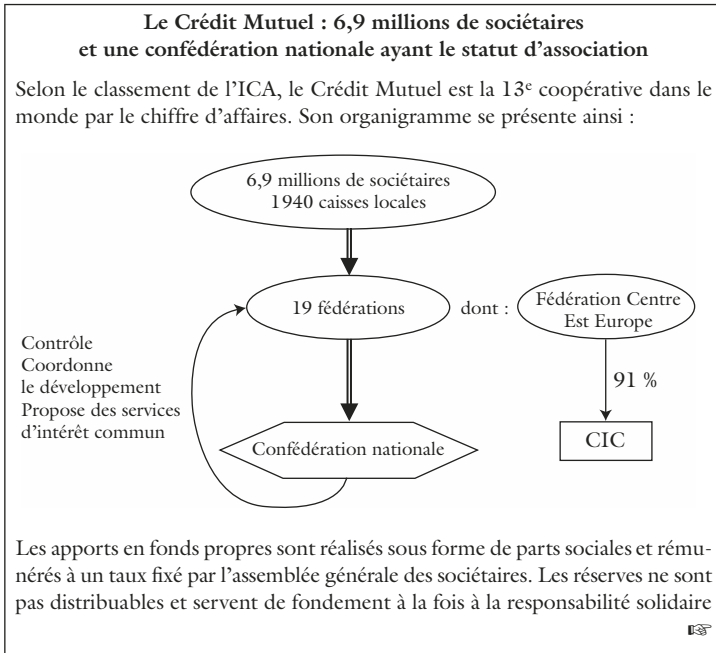 Le Crédit Mutuel : 6,9 millions de sociétaires
et une confédération nationale ayant le statut d’association
Selon le classement de l’ICA, le Crédit Mutuel est la 13e coopérative dans le
monde par le chiffre d’affaires. Son organigramme se présente ainsi :
6,9 millions de sociétaires
1940 caisses locales
19 fédérations
dont :
Fédération Centre
Est Europe
Contrôle
Coordonne
le développement
Propose des services
d’intérêt commun
91 %
Confédération nationale
CIC
Les apports en fonds propres sont réalisés sous forme de parts sociales et rému-
nérés à un taux fixé par l’assemblée générale des sociétaires. Les réserves ne sont
pas distribuables et servent de fondement à la fois à la responsabilité solidaire